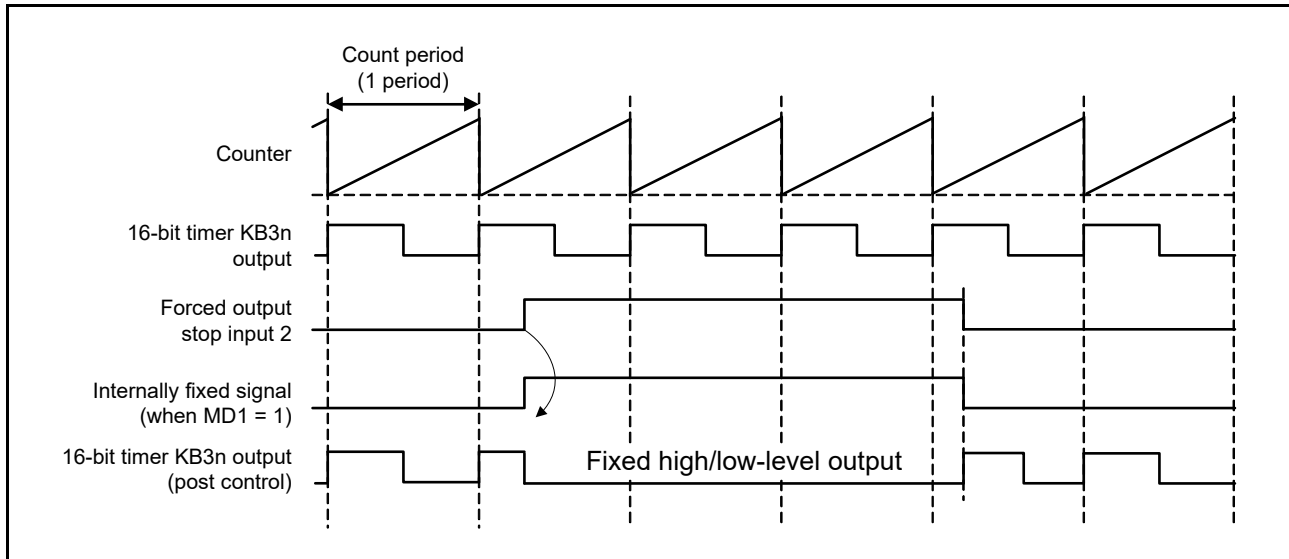 Count period
(1 period)
Counter
16-bit timer KB3n
output
Forced output
stop input 2
Internally fixed signal
(when MD1 = 1)
16-bit timer KB3n output
(post control)
Fixed high/low-level output